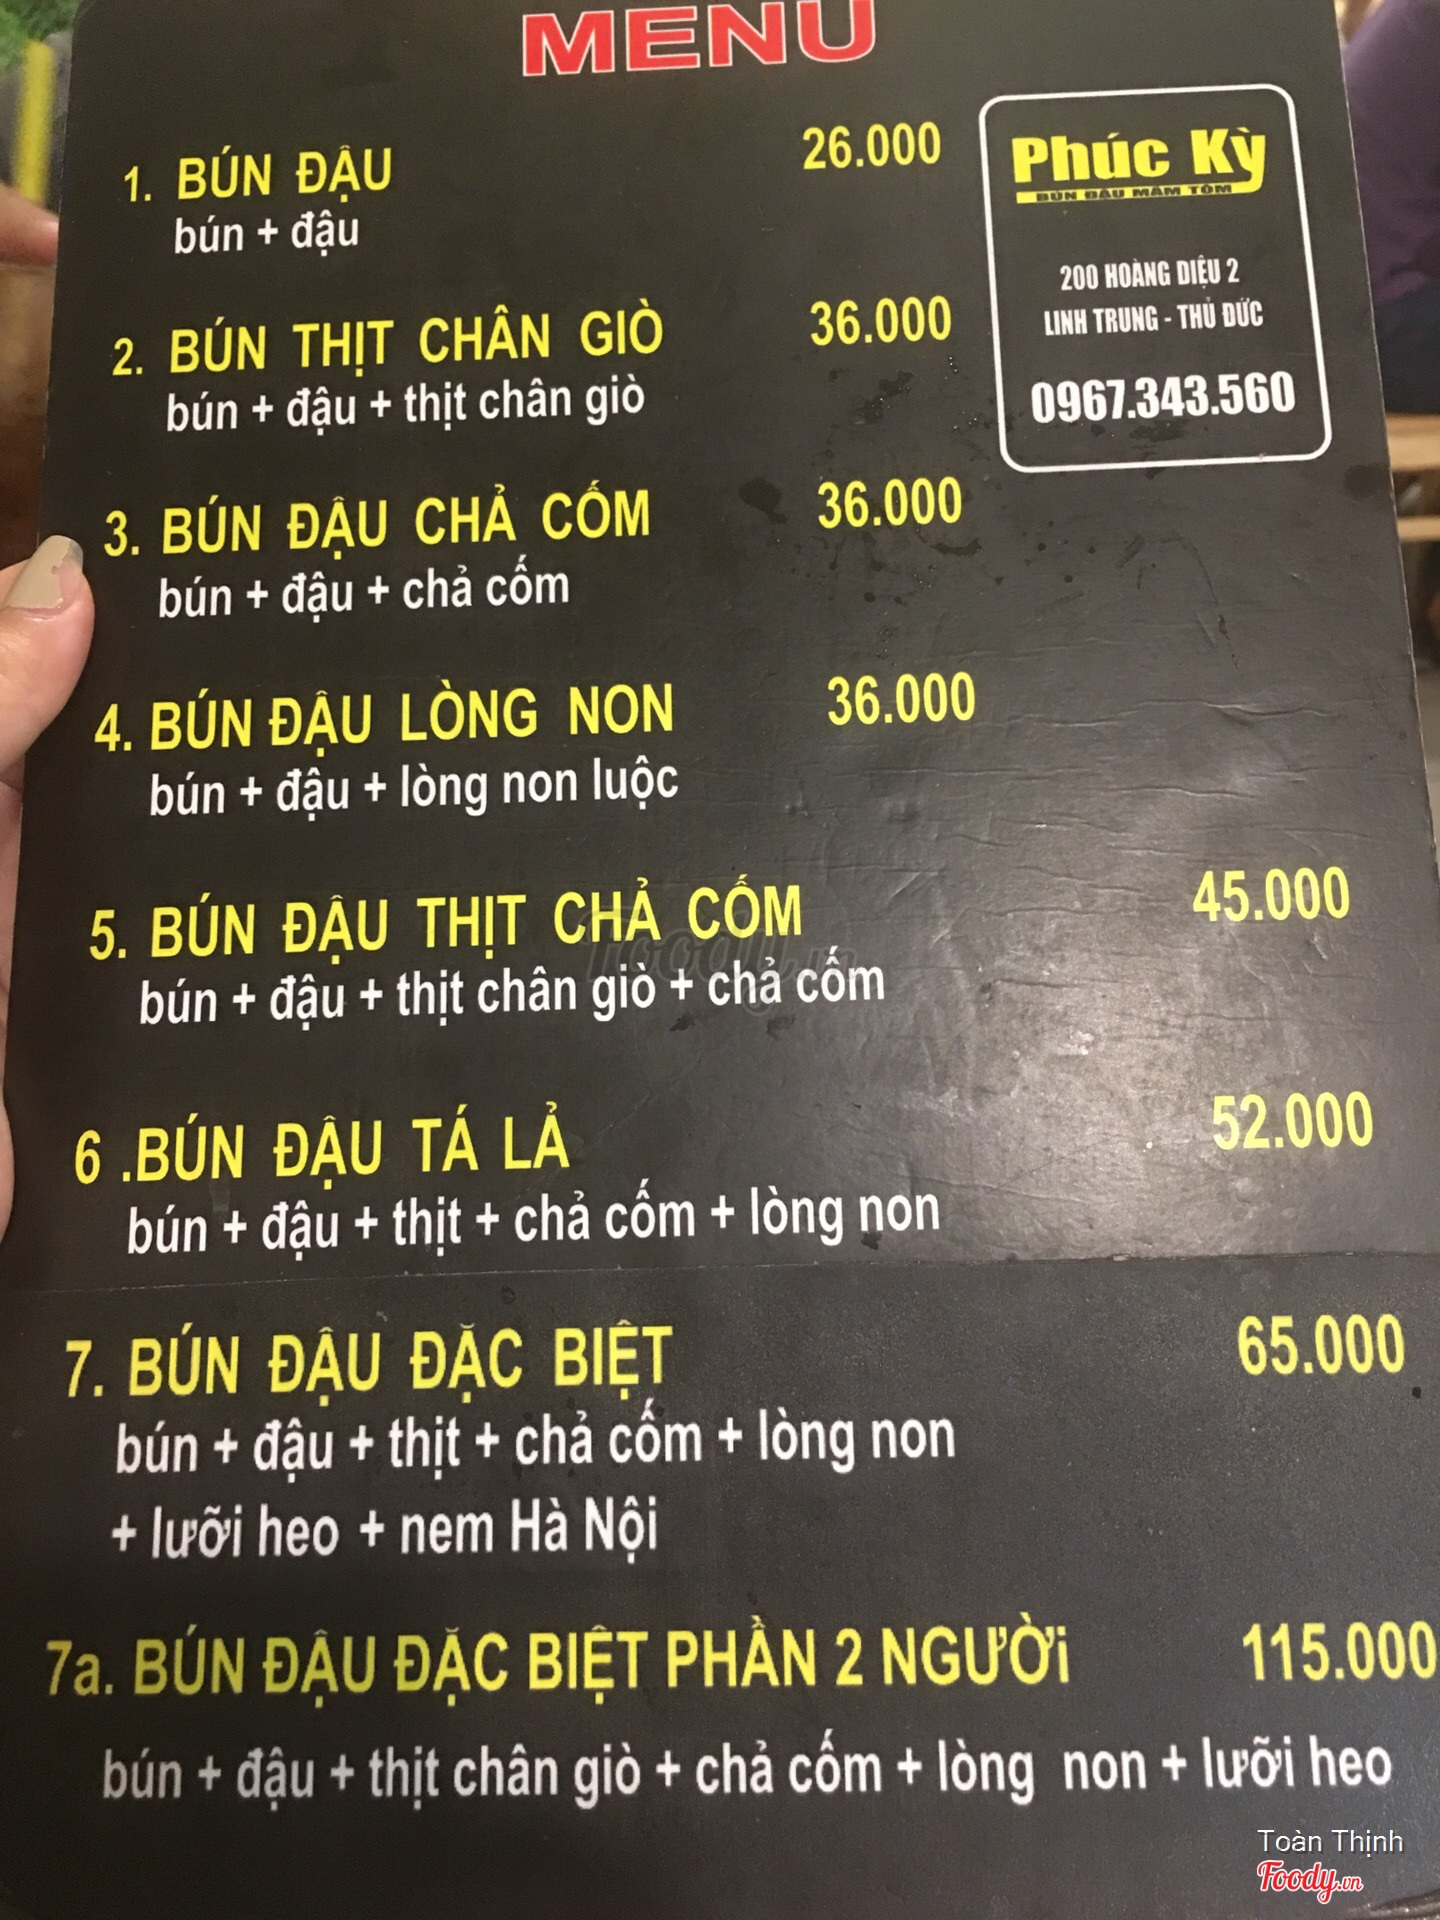 MENU
Phúc Kỳ
BÚN ĐẬU MẮM TÔM
200 HOÀNG DIỆU 2
LINH TRUNG - THỦ ĐỨC
0967.343.560
1. BÚN ĐẬU 26.000
bún + đậu
2. BÚN THỊT CHÂN GIÒ 36.000
bún + đậu + thịt chân giò
3. BÚN ĐẬU CHẢ CỐM 36.000
bún + đậu + chả cốm
4. BÚN ĐẬU LÒNG NON 36.000
bún + đậu + lòng non luộc
5. BÚN ĐẬU THỊT CHẢ CỐM 45.000
bún + đậu + thịt chân giò + chả cốm
Foody.vn
6 .BÚN ĐẬU TÁ LẢ 52.000
bún + đậu + thịt + chả cốm + lòng non
7. BÚN ĐẬU ĐẶC BIỆT 65.000
bún + đậu + thịt + chả cốm + lòng non
+ lưỡi heo + nem Hà Nội
7a. BÚN ĐẬU ĐẶC BIỆT PHẦN 2 NGƯỜi 115.000
bún + đậu + thịt chân giò + chả cốm + lòng non + lưỡi heo
Toàn Thịnh
Foody.vn